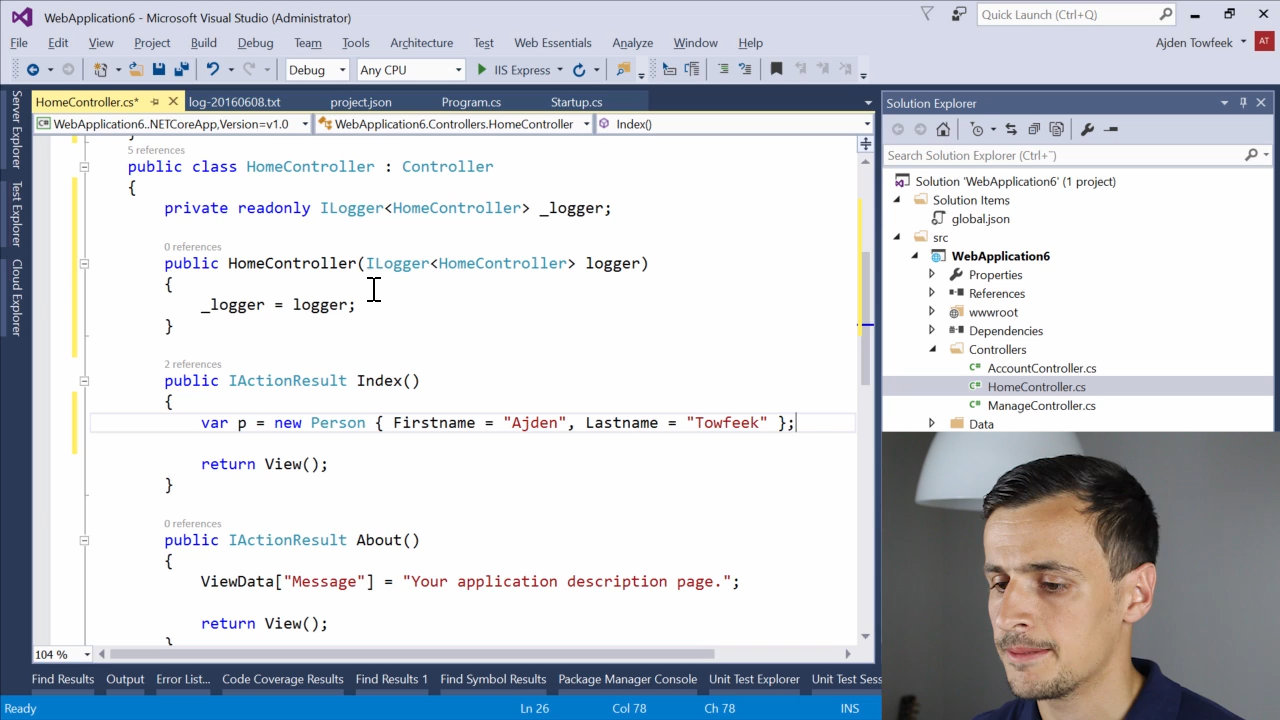 WebApplication6 - Microsoft Visual Studio (Administrator)
Quick Launch (Ctrl+Q)
File Edit View Project Build Debug Team Tools Architecture Test Web Essentials Analyze Window Help
Ajden Towfeek AT
Debug Any CPU IIS Express
Server Explorer
Test Explorer
Cloud Explorer
HomeController.cs* log-20160608.txt project.json Program.cs Startup.cs
WebApplication6..NETCoreApp,Version=v1.0 WebApplication6.Controllers.HomeController Index()
5 references
public class HomeController : Controller
{
private readonly ILogger<HomeController> _logger;
0 references
public HomeController(ILogger<HomeController> logger)
{
_logger = logger;
}
2 references
public IActionResult Index()
{
var p = new Person { Firstname = "Ajden", Lastname = "Towfeek" };
return View();
}
0 references
public IActionResult About()
{
ViewData["Message"] = "Your application description page.";
return View();
}
104 %
Solution Explorer
Search Solution Explorer (Ctrl+¨)
Solution 'WebApplication6' (1 project)
Solution Items
global.json
src
WebApplication6
Properties
References
wwwroot
Dependencies
Controllers
AccountController.cs
HomeController.cs
ManageController.cs
Data
Find Results Output Error List... Code Coverage Results Find Results 1 Find Symbol Results Package Manager Console Unit Test Explorer Unit Test Sess
Ready Ln 26 Col 78 Ch 78 INS